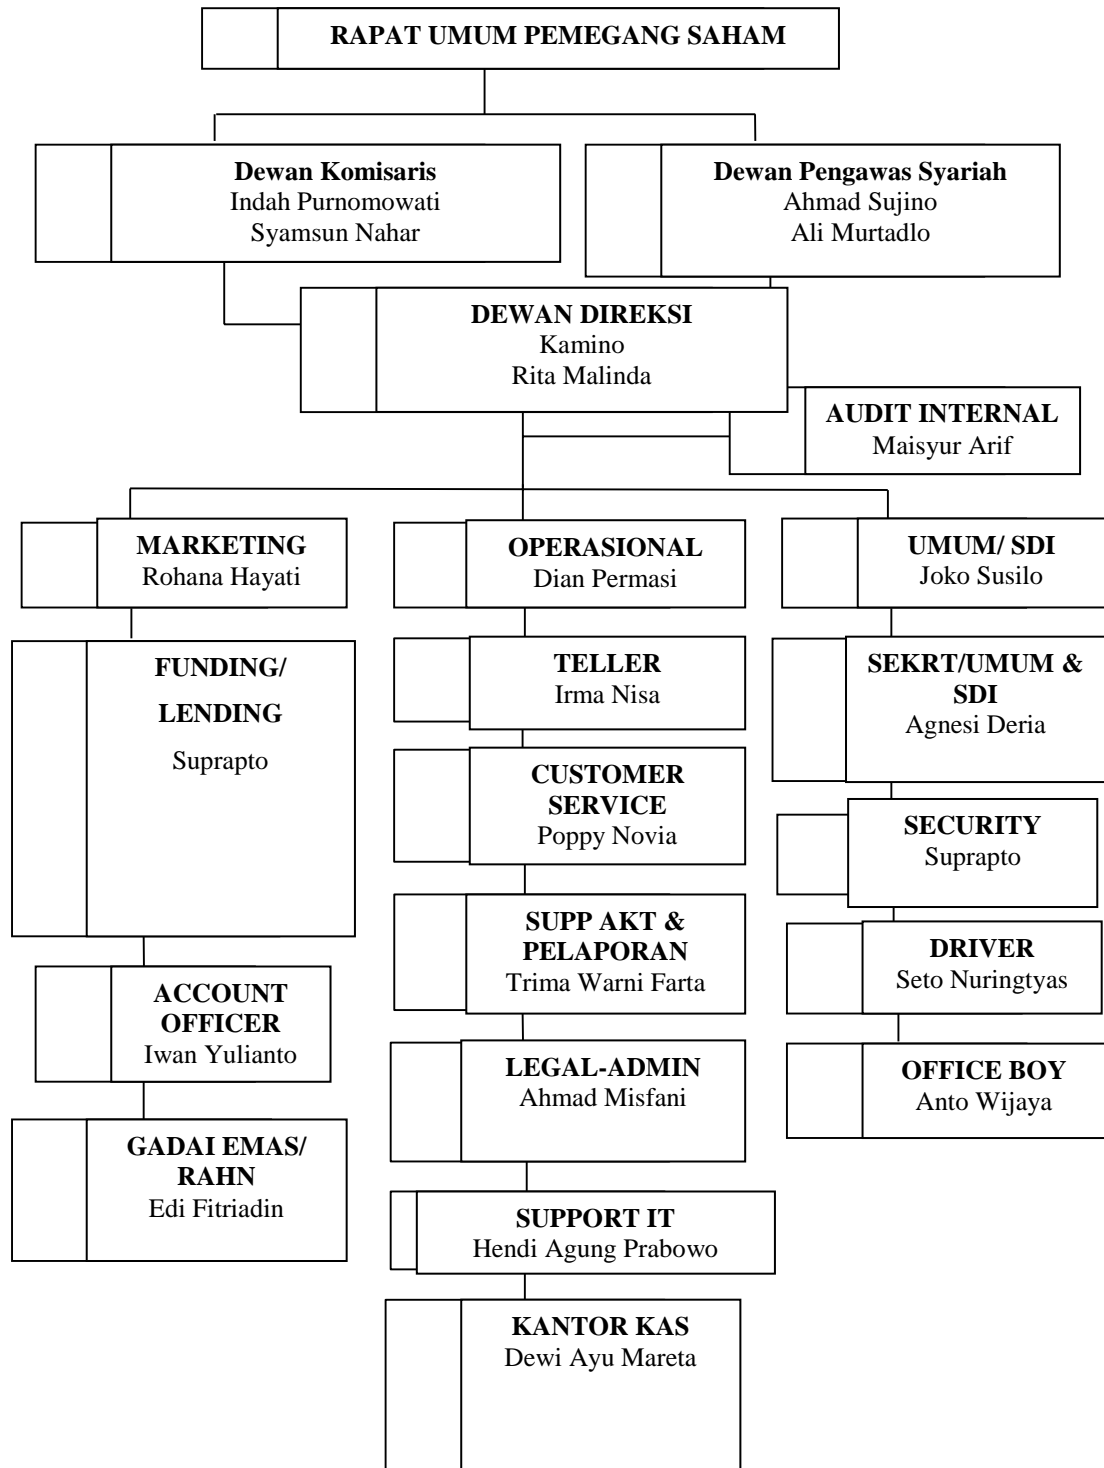 RAPAT UMUM PEMEGANG SAHAM
Dewan Komisaris
Indah Purnomowati
Syamsun Nahar
Dewan Pengawas Syariah
Ahmad Sujino
Ali Murtadlo
DEWAN DIREKSI
Kamino
Rita Malinda
AUDIT INTERNAL
Maisyur Arif
MARKETING
Rohana Hayati
FUNDING/
LENDING
Suprapto
ACCOUNT
OFFICER
Iwan Yulianto
GADAI EMAS/
RAHN
Edi Fitriadin
OPERASIONAL
Dian Permasi
TELLER
Irma Nisa
CUSTOMER
SERVICE
Poppy Novia
SUPP AKT &
PELAPORAN
Trima Warni Farta
LEGAL-ADMIN
Ahmad Misfani
SUPPORT IT
Hendi Agung Prabowo
KANTOR KAS
Dewi Ayu Mareta
UMUM/ SDI
Joko Susilo
SEKRT/UMUM &
SDI
Agnesi Deria
SECURITY
Suprapto
DRIVER
Seto Nuringtyas
OFFICE BOY
Anto Wijaya